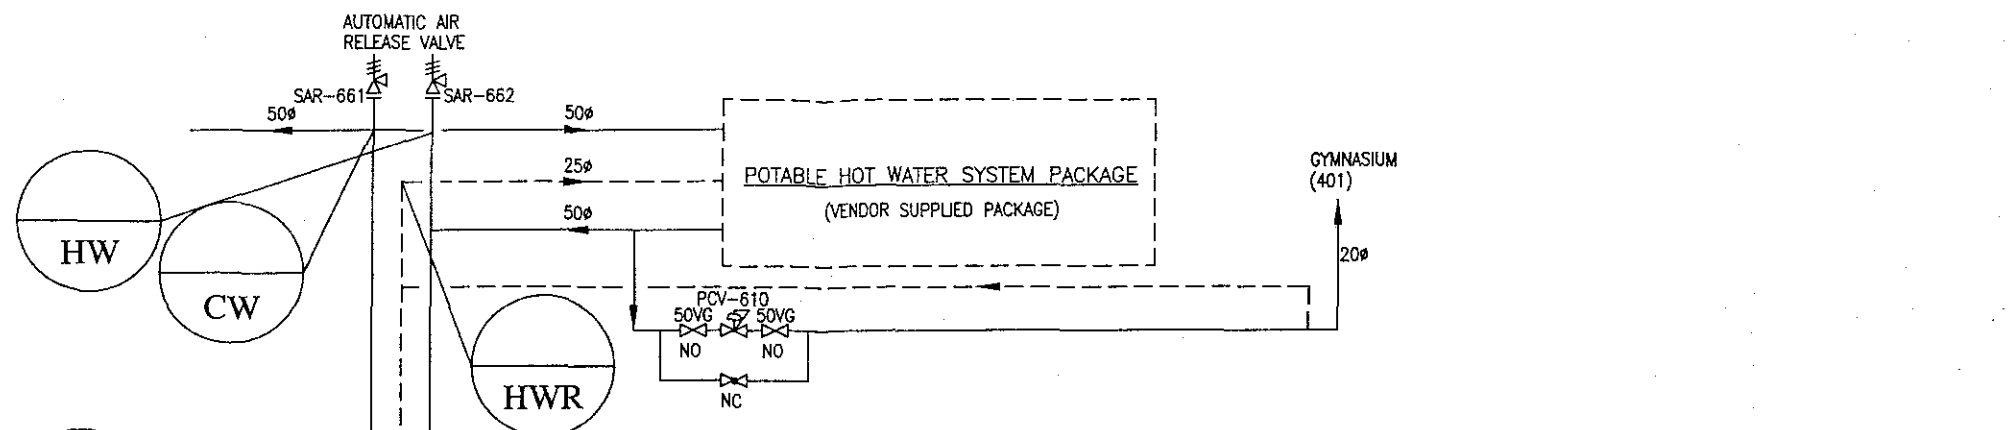 AUTOMATIC AIR
RELEASE VALVE
SAR-661
SAR-662
50ø
50ø
25ø
POTABLE HOT WATER SYSTEM PACKAGE
(VENDOR SUPPLIED PACKAGE)
50ø
GYMNASIUM
(401)
20ø
HW
CW
HWR
PCV-610
50VG
50VG
NO
NO
NC